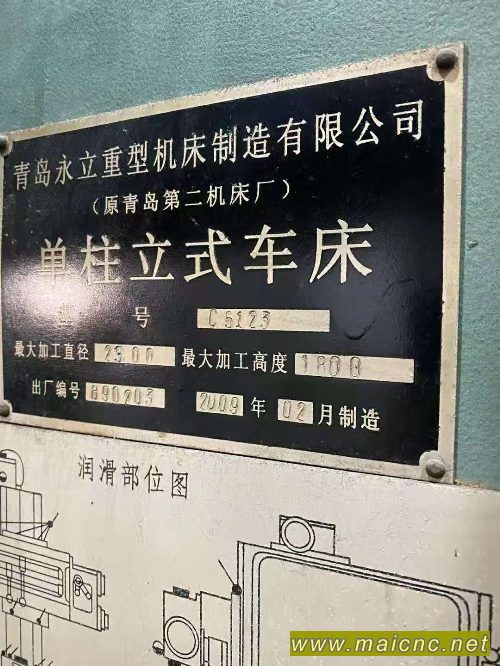 青岛永立重型机床制造有限公司
（原青岛第二机床厂）
单柱立式车床
型 号 C5123
最大加工直径 2300 最大加工高度 1800
出厂编号 090203 2009 年 02 月制造
润滑部位图
www.maicnc.net